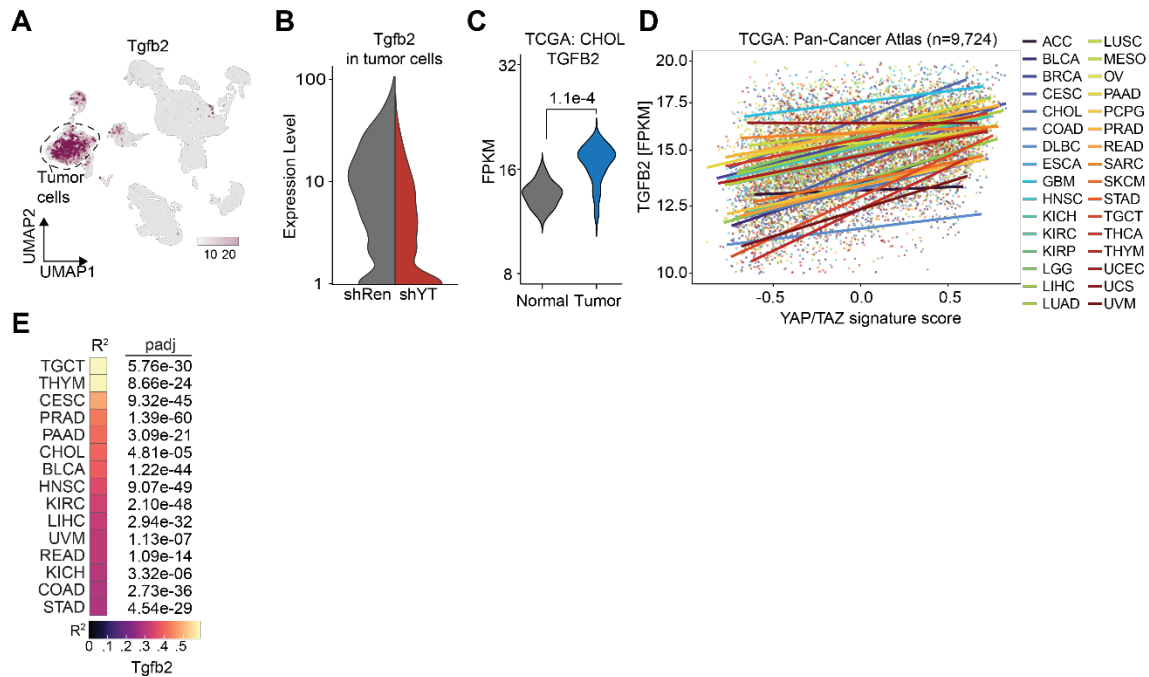 A
Tgfb2
Tumor
cells
UMAP2
UMAP1
10 20
B
Tgfb2
in tumor cells
Expression Level
100
10
1
shRen shYT
C
TCGA: CHOL
TGFB2
FPKM
32
16
8
1.1e-4
Normal Tumor
D
TCGA: Pan-Cancer Atlas (n=9,724)
TGFB2 [FPKM]
20.0
17.5
15.0
12.5
10.0
-0.5 0.0 0.5
YAP/TAZ signature score
ACC LUSC
BLCA MESO
BRCA OV
CESC PAAD
CHOL PCPG
COAD PRAD
DLBC READ
ESCA SARC
GBM SKCM
HNSC STAD
KICH TGCT
KIRC THCA
KIRP THYM
LGG UCEC
LIHC UCS
LUAD UVM
E
R² padj
TGCT 5.76e-30
THYM 8.66e-24
CESC 9.32e-45
PRAD 1.39e-60
PAAD 3.09e-21
CHOL 4.81e-05
BLCA 1.22e-44
HNSC 9.07e-49
KIRC 2.10e-48
LIHC 2.94e-32
UVM 1.13e-07
READ 1.09e-14
KICH 3.32e-06
COAD 2.73e-36
STAD 4.54e-29
R²
0 .1 .2 .3 .4 .5
Tgfb2